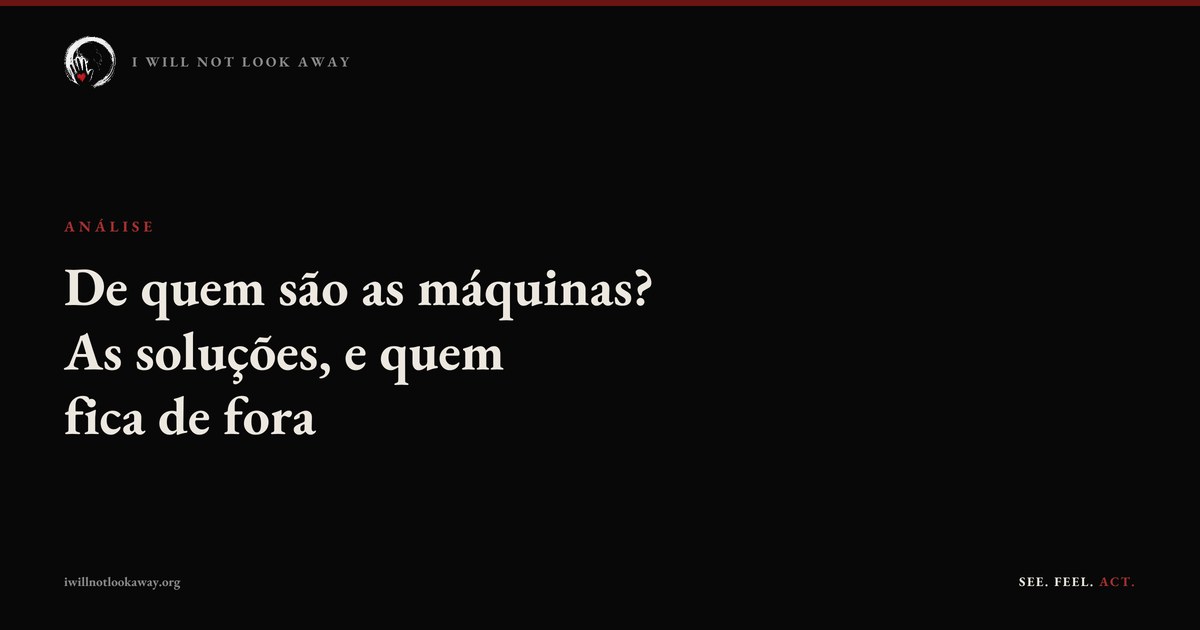 I WILL NOT LOOK AWAY
ANÁLISE
De quem são as máquinas?
As soluções, e quem
fica de fora
iwillnotlookaway.org
SEE. FEEL. ACT.